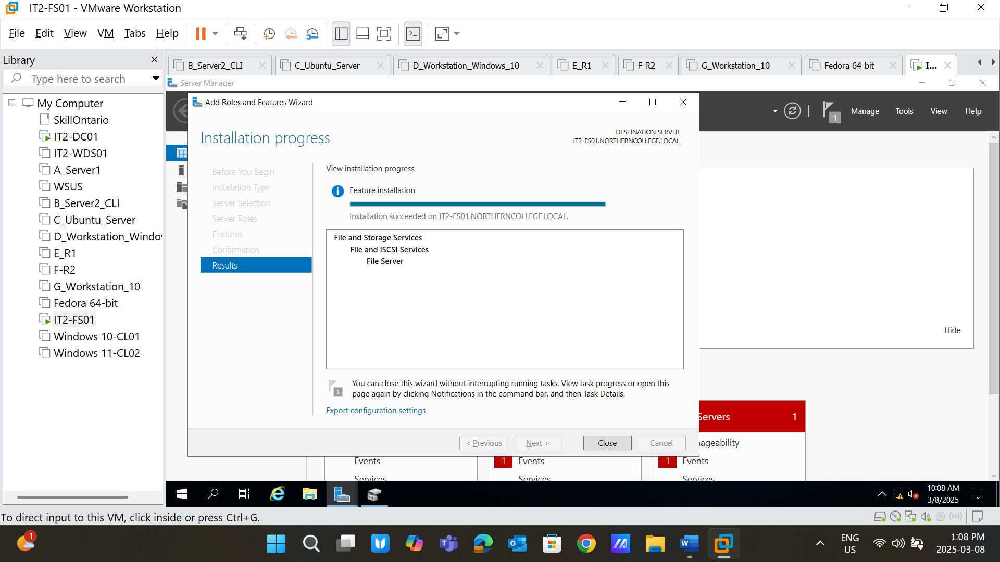 IT2-FS01 - VMware Workstation
File Edit View VM Tabs Help
Library
Type here to search
My Computer
SkillOntario
IT2-DC01
IT2-WDS01
A_Server1
WSUS
B_Server2_CLI
C_Ubuntu_Server
D_Workstation_Windo
E_R1
F-R2
G_Workstation_10
Fedora 64-bit
IT2-FS01
Windows 10-CL01
Windows 11-CL02
B_Server2_CLI C_Ubuntu_Server D_Workstation_Windows_10 E_R1 F-R2 G_Workstation_10 Fedora 64-bit I...
Server Manager
1 Manage Tools View Help
Add Roles and Features Wizard
Installation progress
DESTINATION SERVER
IT2-FS01.NORTHERNCOLLEGE.LOCAL
Before You Begin
Installation Type
Server Selection
Server Roles
Features
Confirmation
Results
View installation progress
Feature installation
Installation succeeded on IT2-FS01.NORTHERNCOLLEGE.LOCAL.
File and Storage Services
File and iSCSI Services
File Server
1
You can close this wizard without interrupting running tasks. View task progress or open this
page again by clicking Notifications in the command bar, and then Task Details.
Export configuration settings
< Previous Next > Close Cancel
Hide
Servers 1
ageability
Events 1 Events 1 Events
Services Services Services
10:08 AM
3/8/2025
To direct input to this VM, click inside or press Ctrl+G.
1
ENG
US
1:08 PM
2025-03-08